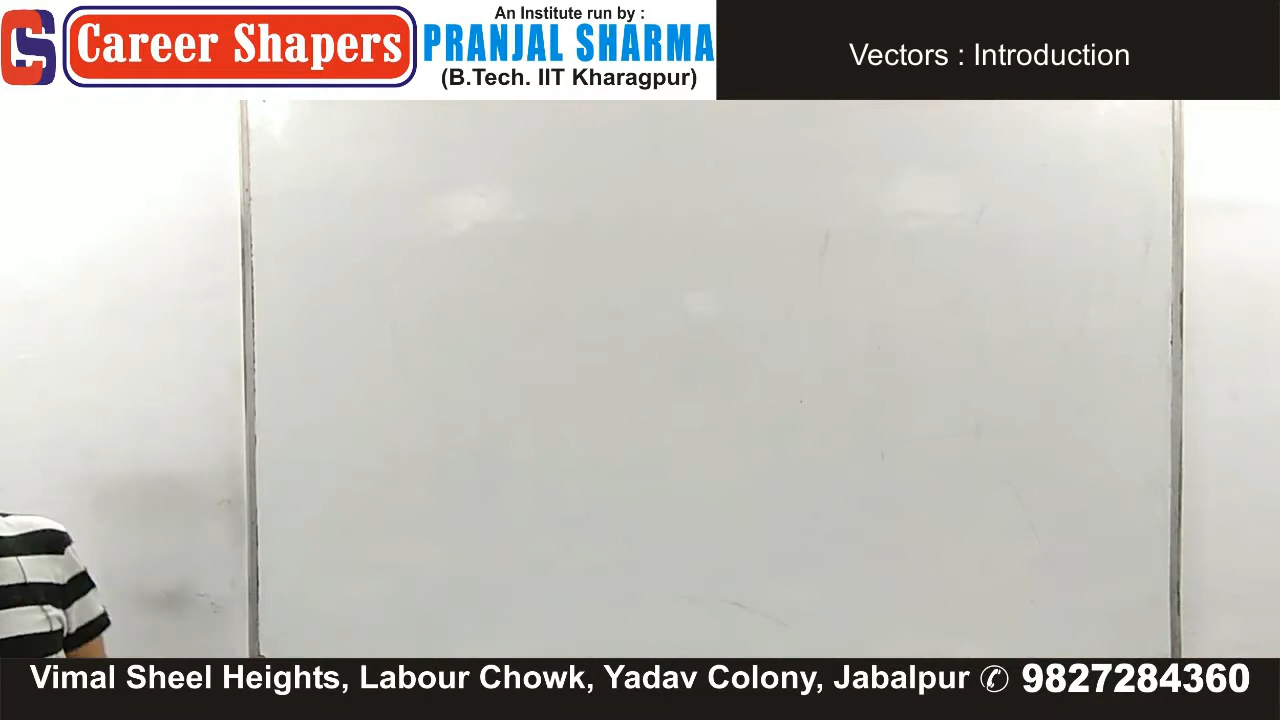 CS Career Shapers
An Institute run by :
PRANJAL SHARMA
(B.Tech. IIT Kharagpur)
Vectors : Introduction
Vimal Sheel Heights, Labour Chowk, Yadav Colony, Jabalpur ✆ 9827284360